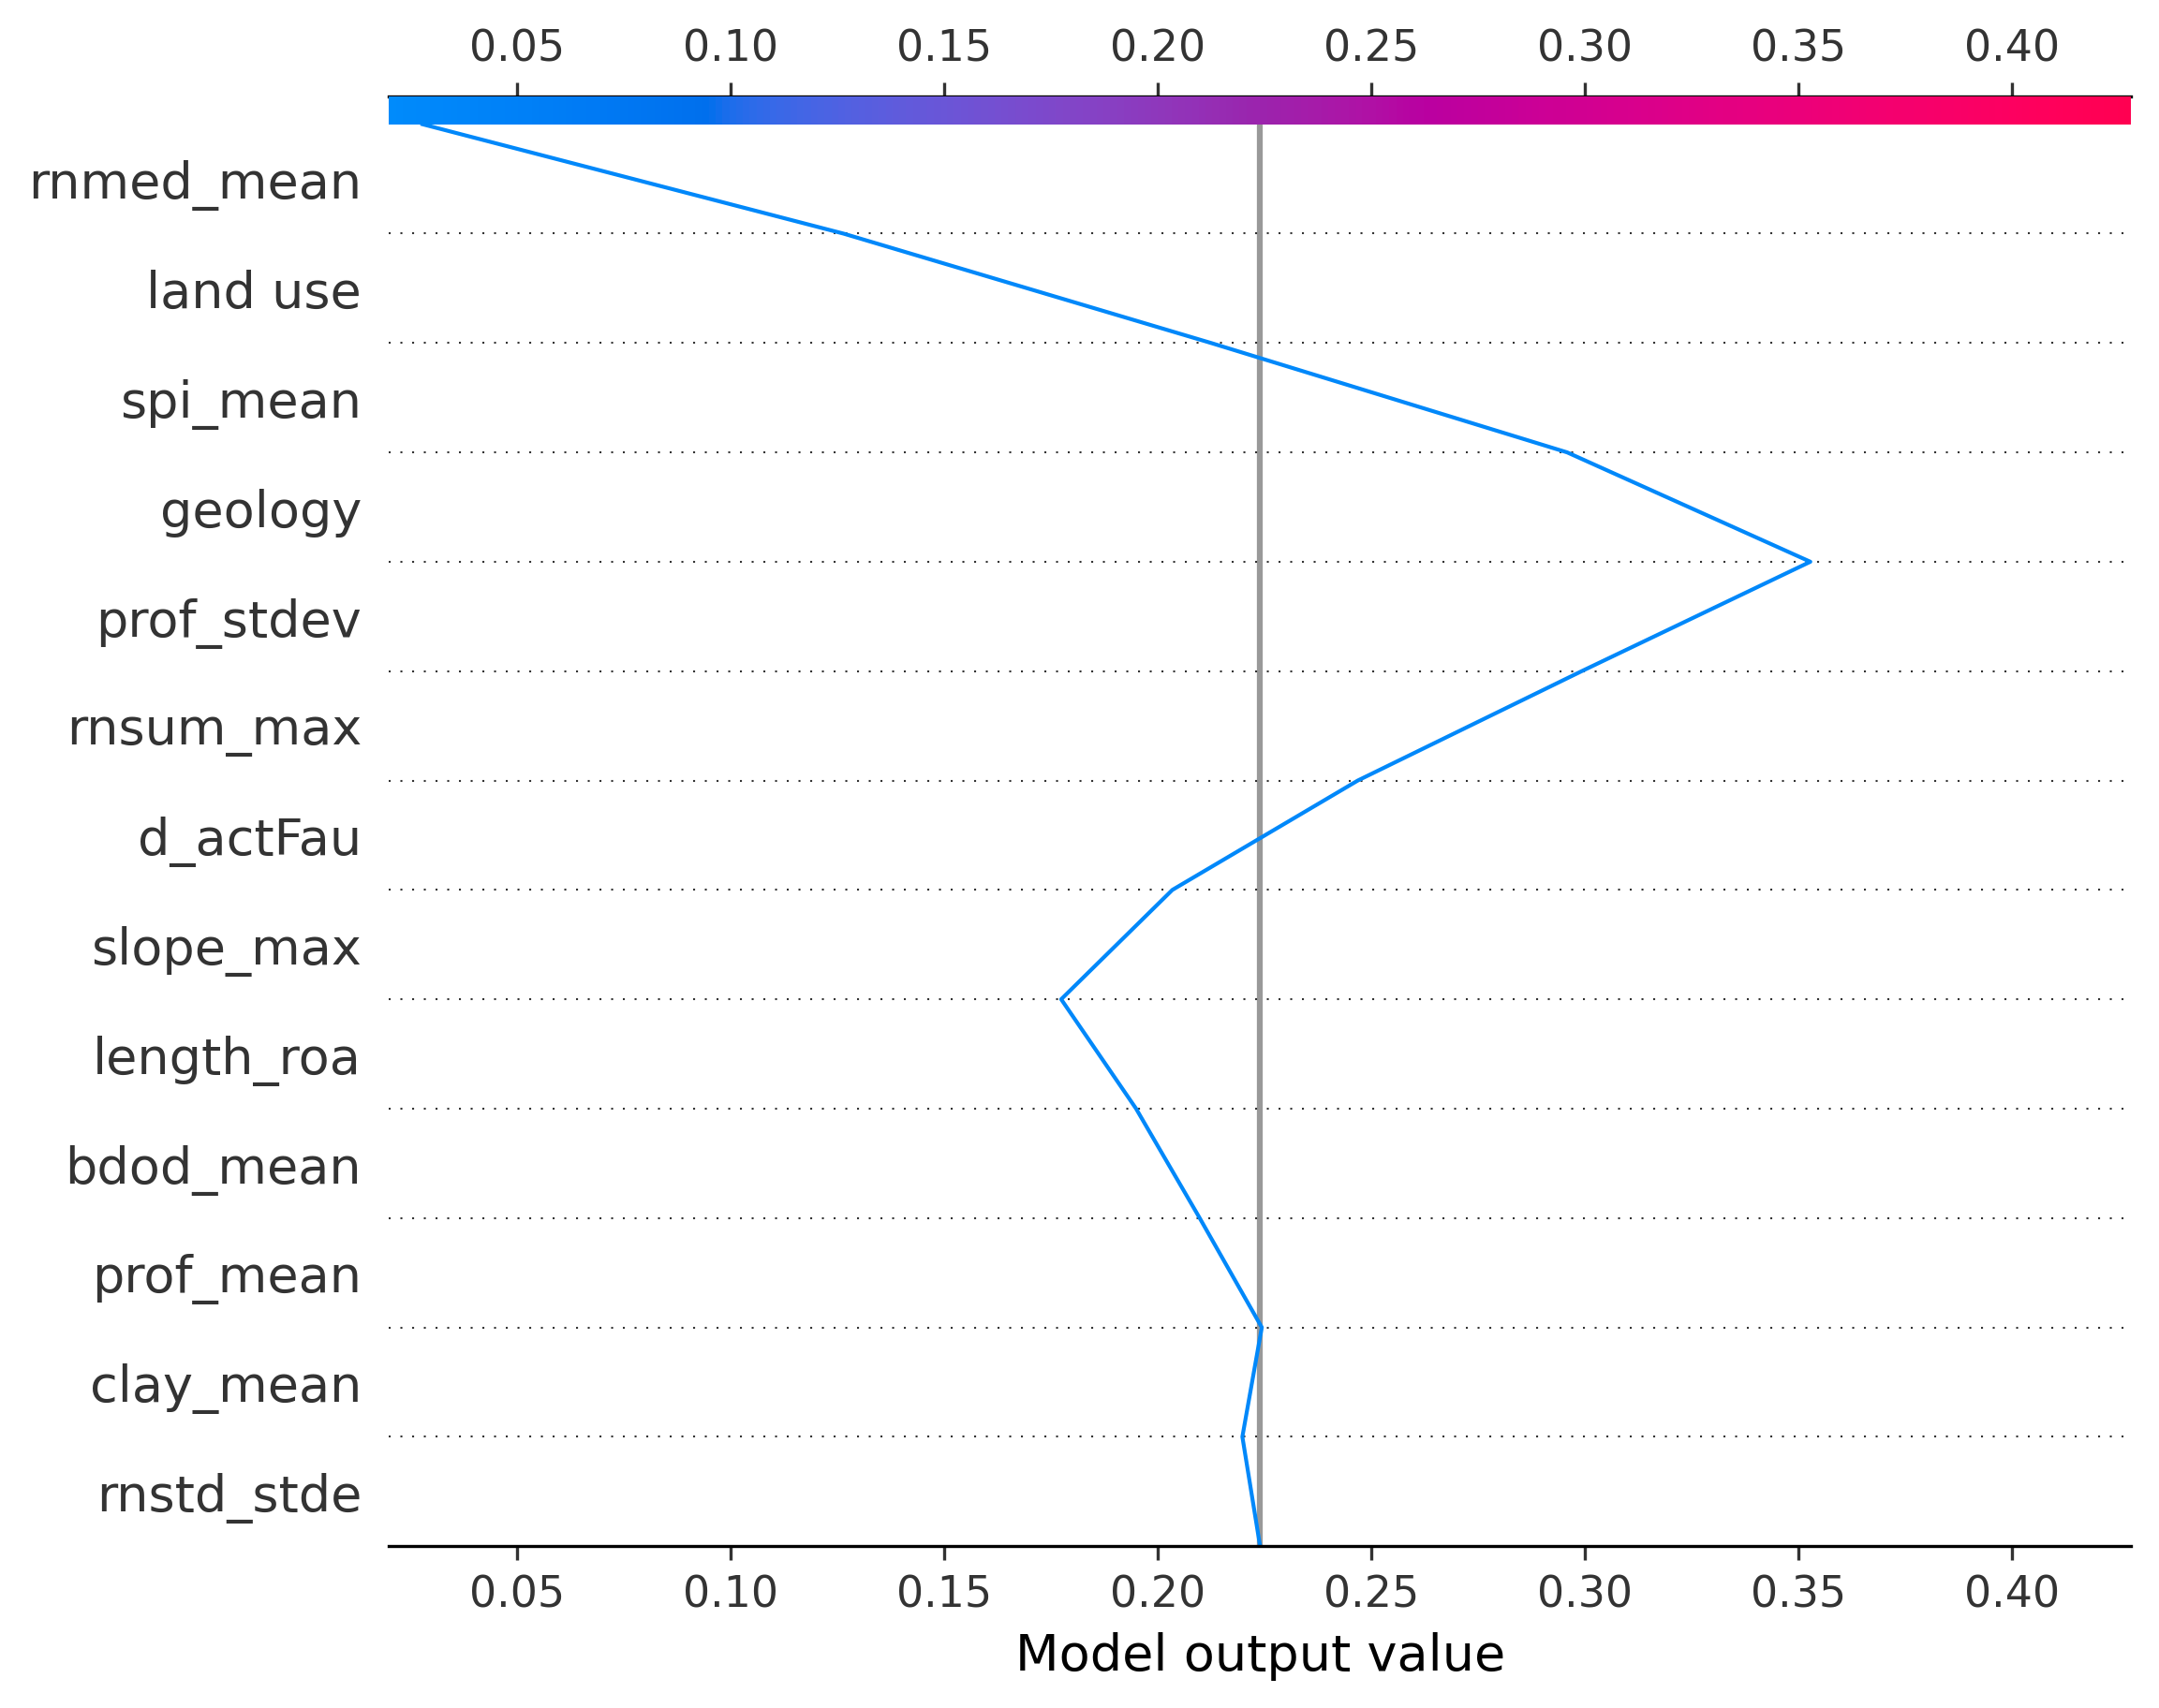 0.05 0.10 0.15 0.20 0.25 0.30 0.35 0.40
rnmed_mean
land use
spi_mean
geology
prof_stdev
rnsum_max
d_actFau
slope_max
length_roa
bdod_mean
prof_mean
clay_mean
rnstd_stde
0.05 0.10 0.15 0.20 0.25 0.30 0.35 0.40
Model output value